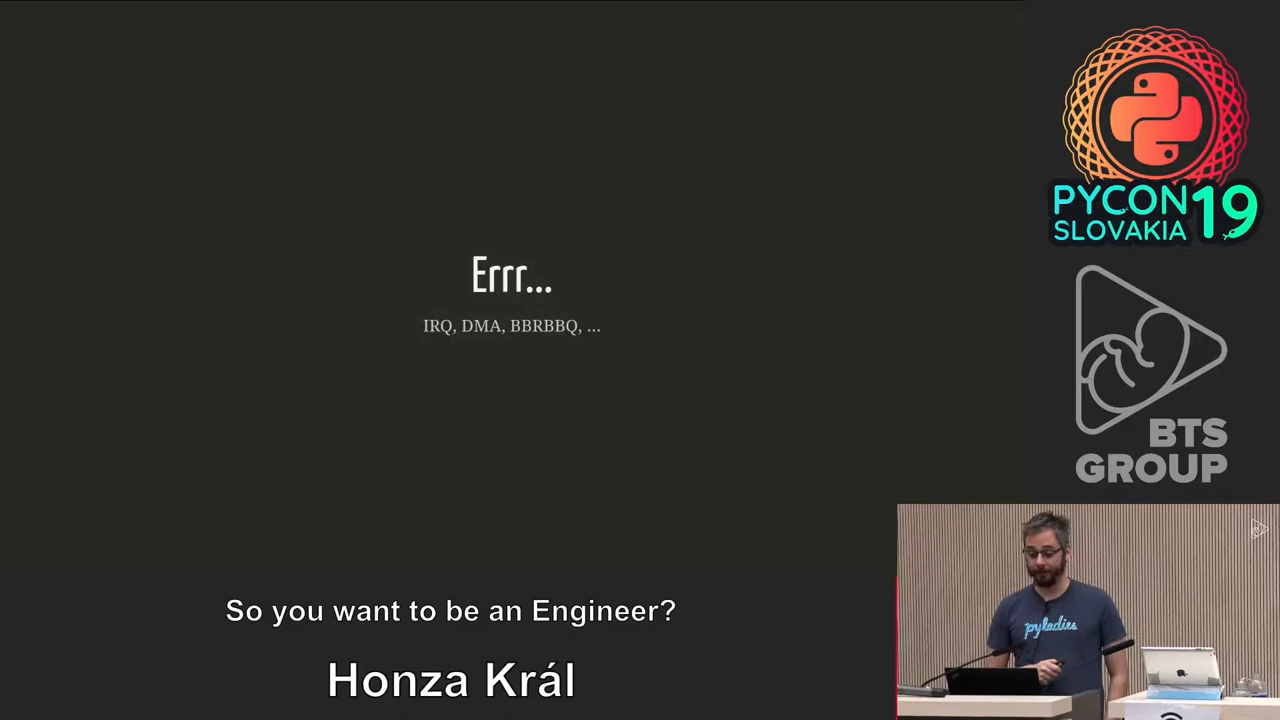 Errr...
IRQ, DMA, BBRBBQ, ...
So you want to be an Engineer?
Honza Král
PYCON 19
SLOVAKIA
BTS
GROUP
pyladies